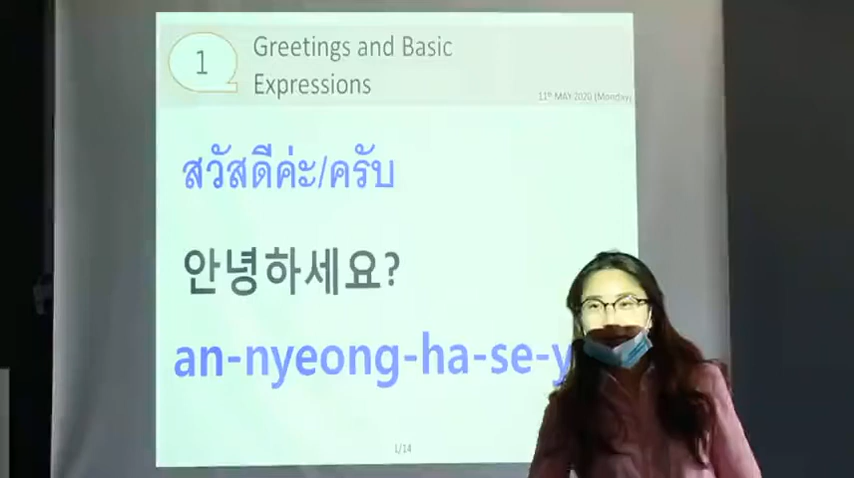 1
Greetings and Basic
Expressions
11th MAY 2020 (Monday)
สวัสดีค่ะ/ครับ
안녕하세요?
an-nyeong-ha-se-y
1/14